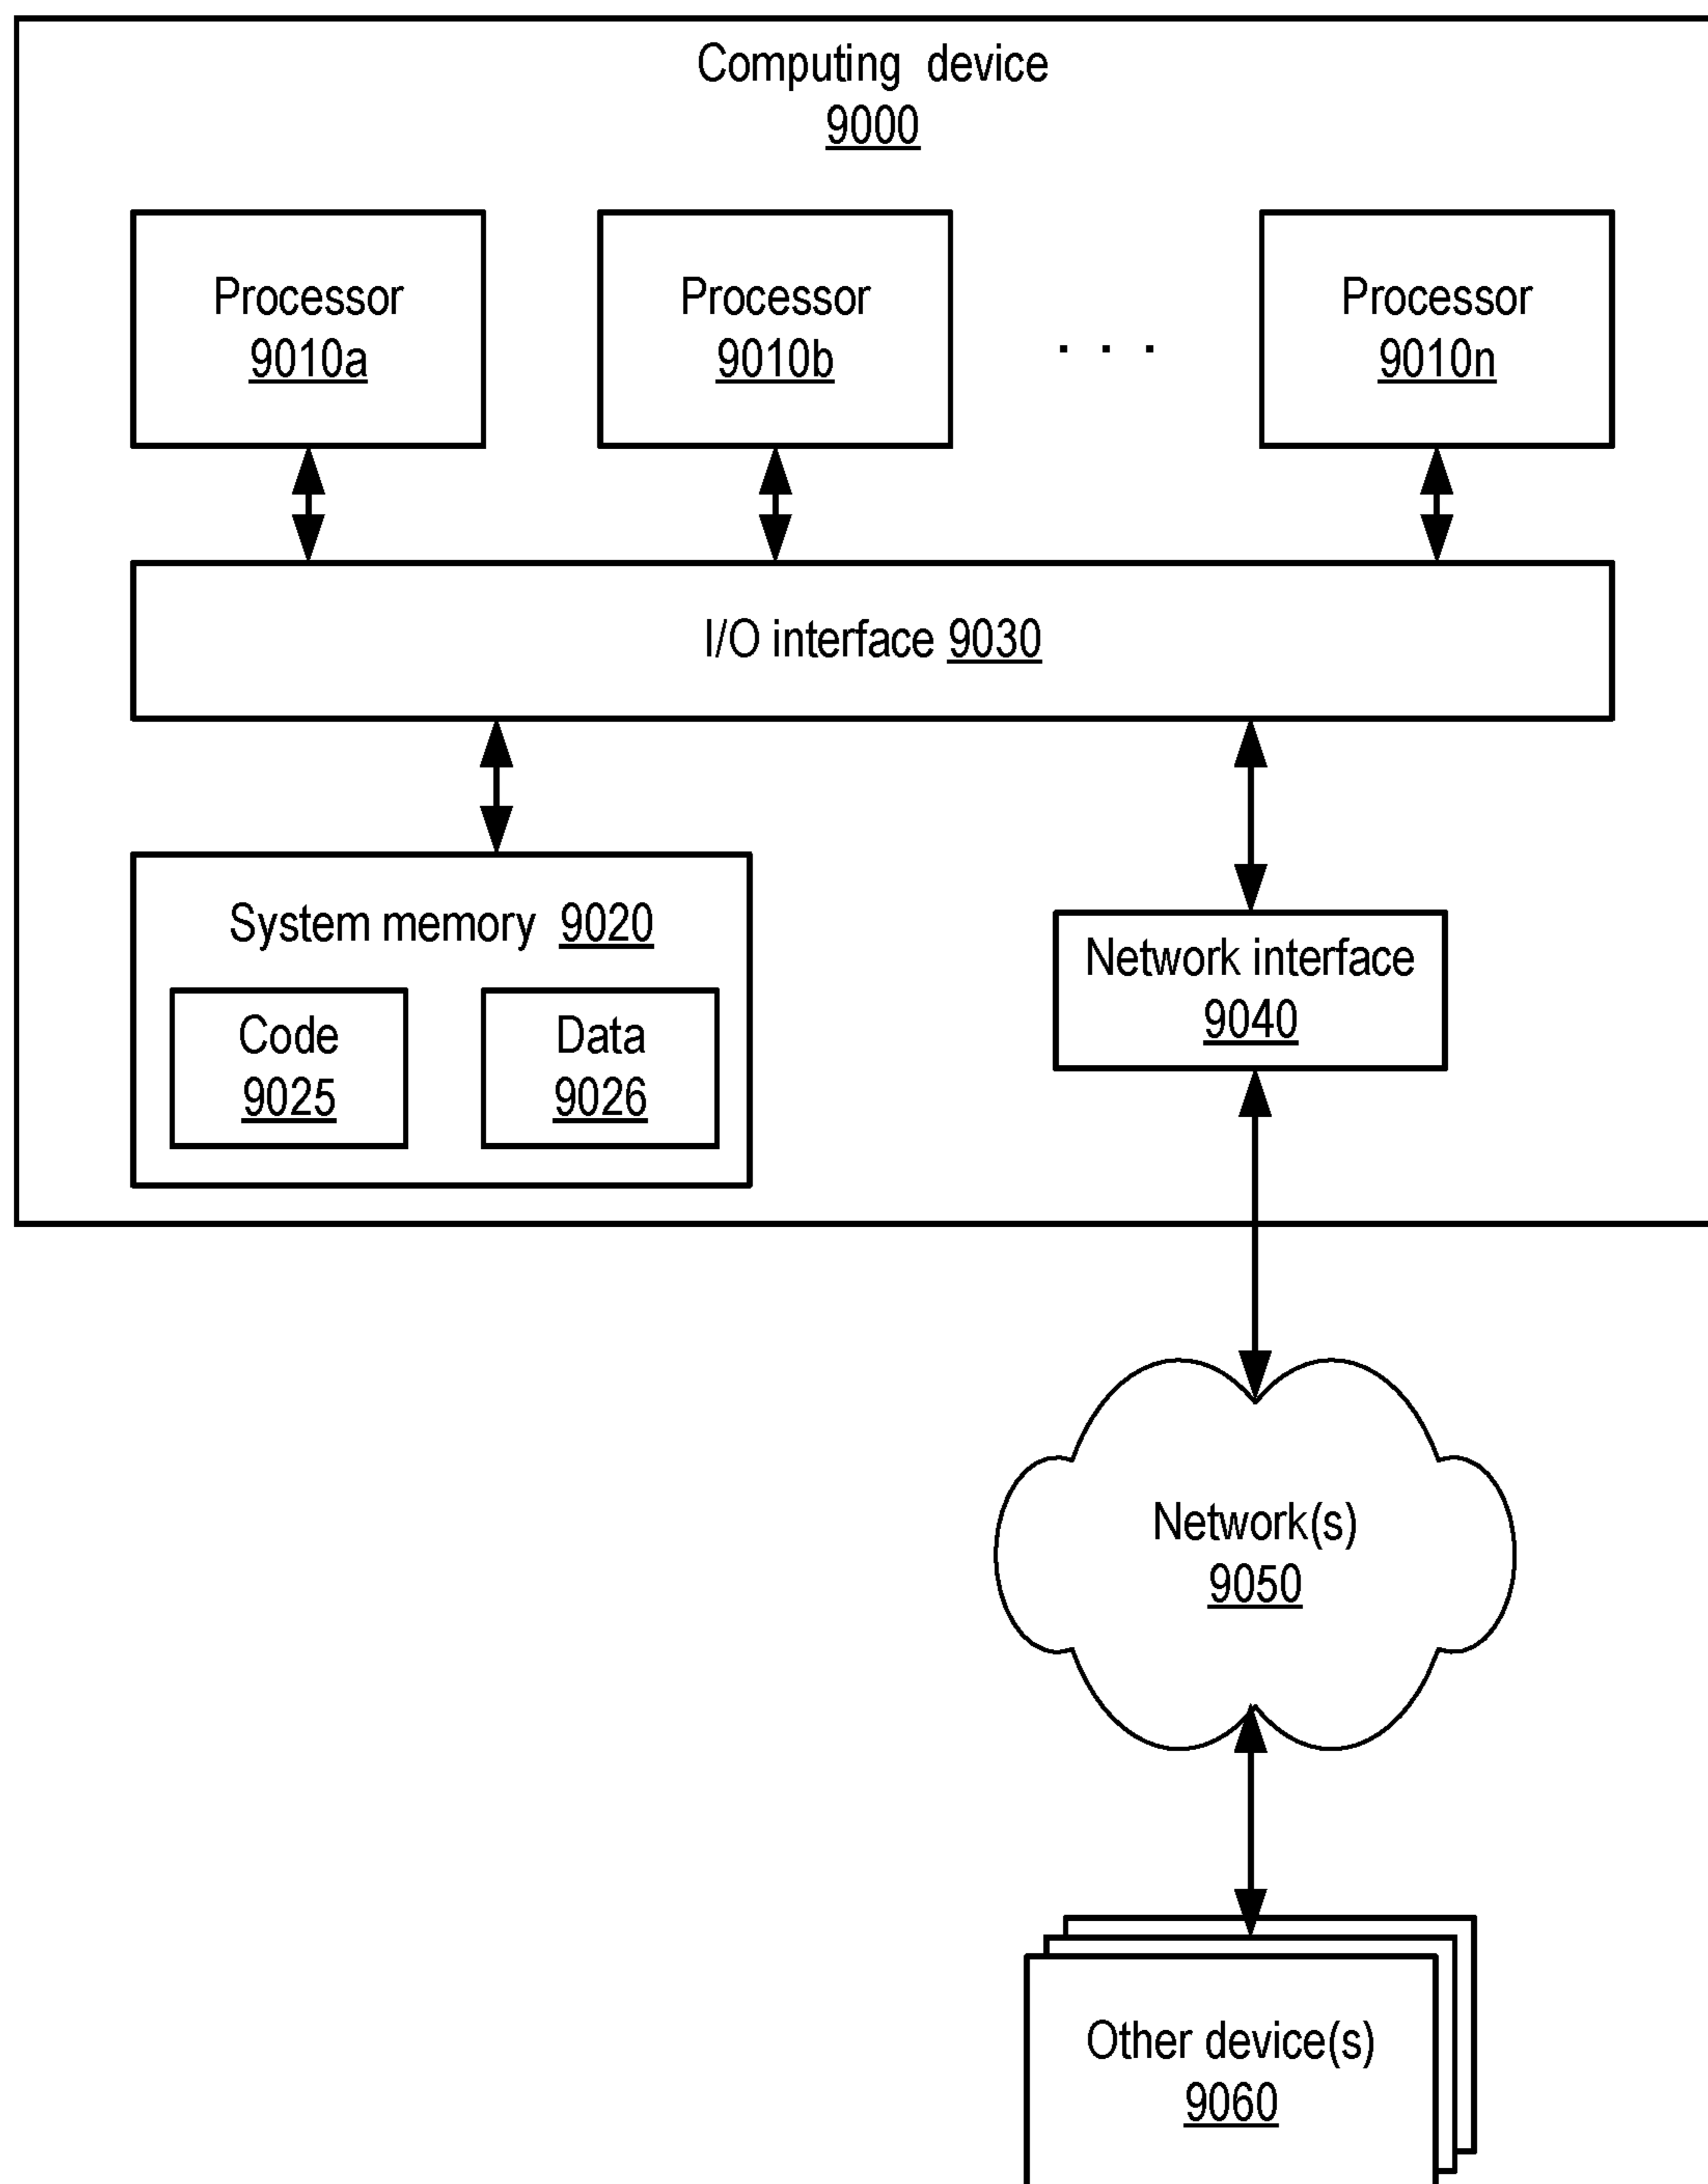 Computing device
9000
Processor
9010a
Processor
9010b
. . .
Processor
9010n
I/O interface 9030
System memory 9020
Code
9025
Data
9026
Network interface
9040
Network(s)
9050
Other device(s)
9060